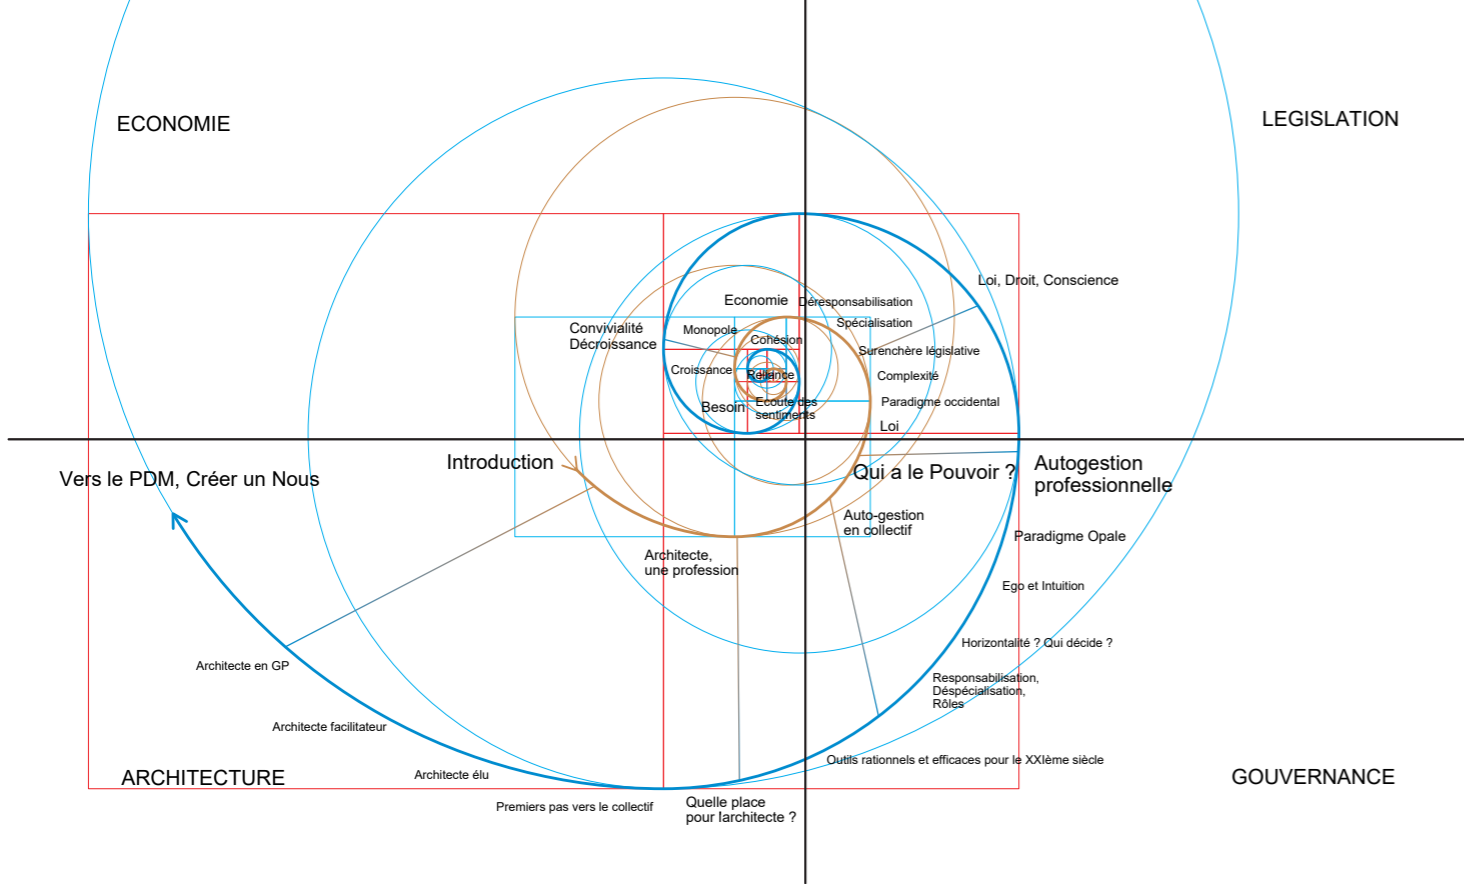 ECONOMIE
LEGISLATION
Loi, Droit, Conscience
Economie
Déresponsabilisation
Convivialité
Décroissance
Monopole
Spécialisation
Cohésion
Surenchère législative
Croissance
Reliance
Complexité
Besoin
Ecoute des
sentiments
Paradigme occidental
Loi
Introduction
Vers le PDM, Créer un Nous
Qui a le Pouvoir ?
Autogestion
professionnelle
Auto-gestion
en collectif
Paradigme Opale
Architecte,
une profession
Ego et Intuition
Horizontalité ? Qui décide ?
Architecte en GP
Responsabilisation,
Déspécialisation,
Rôles
Architecte facilitateur
Outils rationnels et efficaces pour le XXIème siècle
Architecte élu
ARCHITECTURE
GOUVERNANCE
Premiers pas vers le collectif
Quelle place
pour larchitecte ?